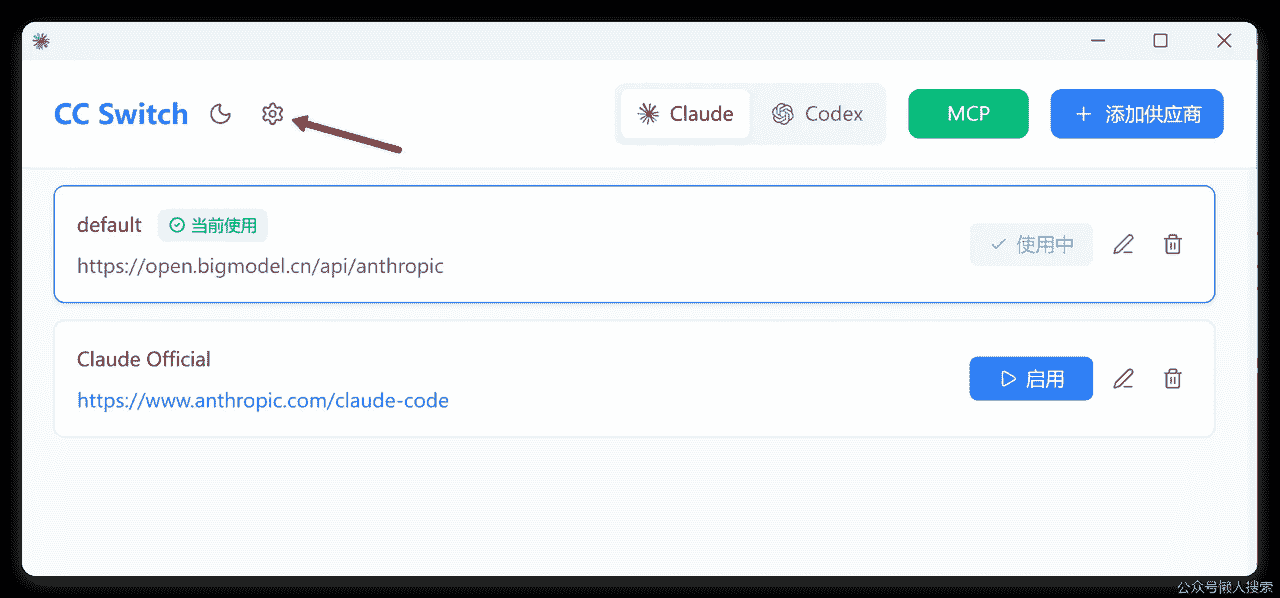 CC Switch
Claude
Codex
MCP
+ 添加供应商
default
当前使用
https://open.bigmodel.cn/api/anthropic
使用中
Claude Official
https://www.anthropic.com/claude-code
启用
公众号懒人搜索